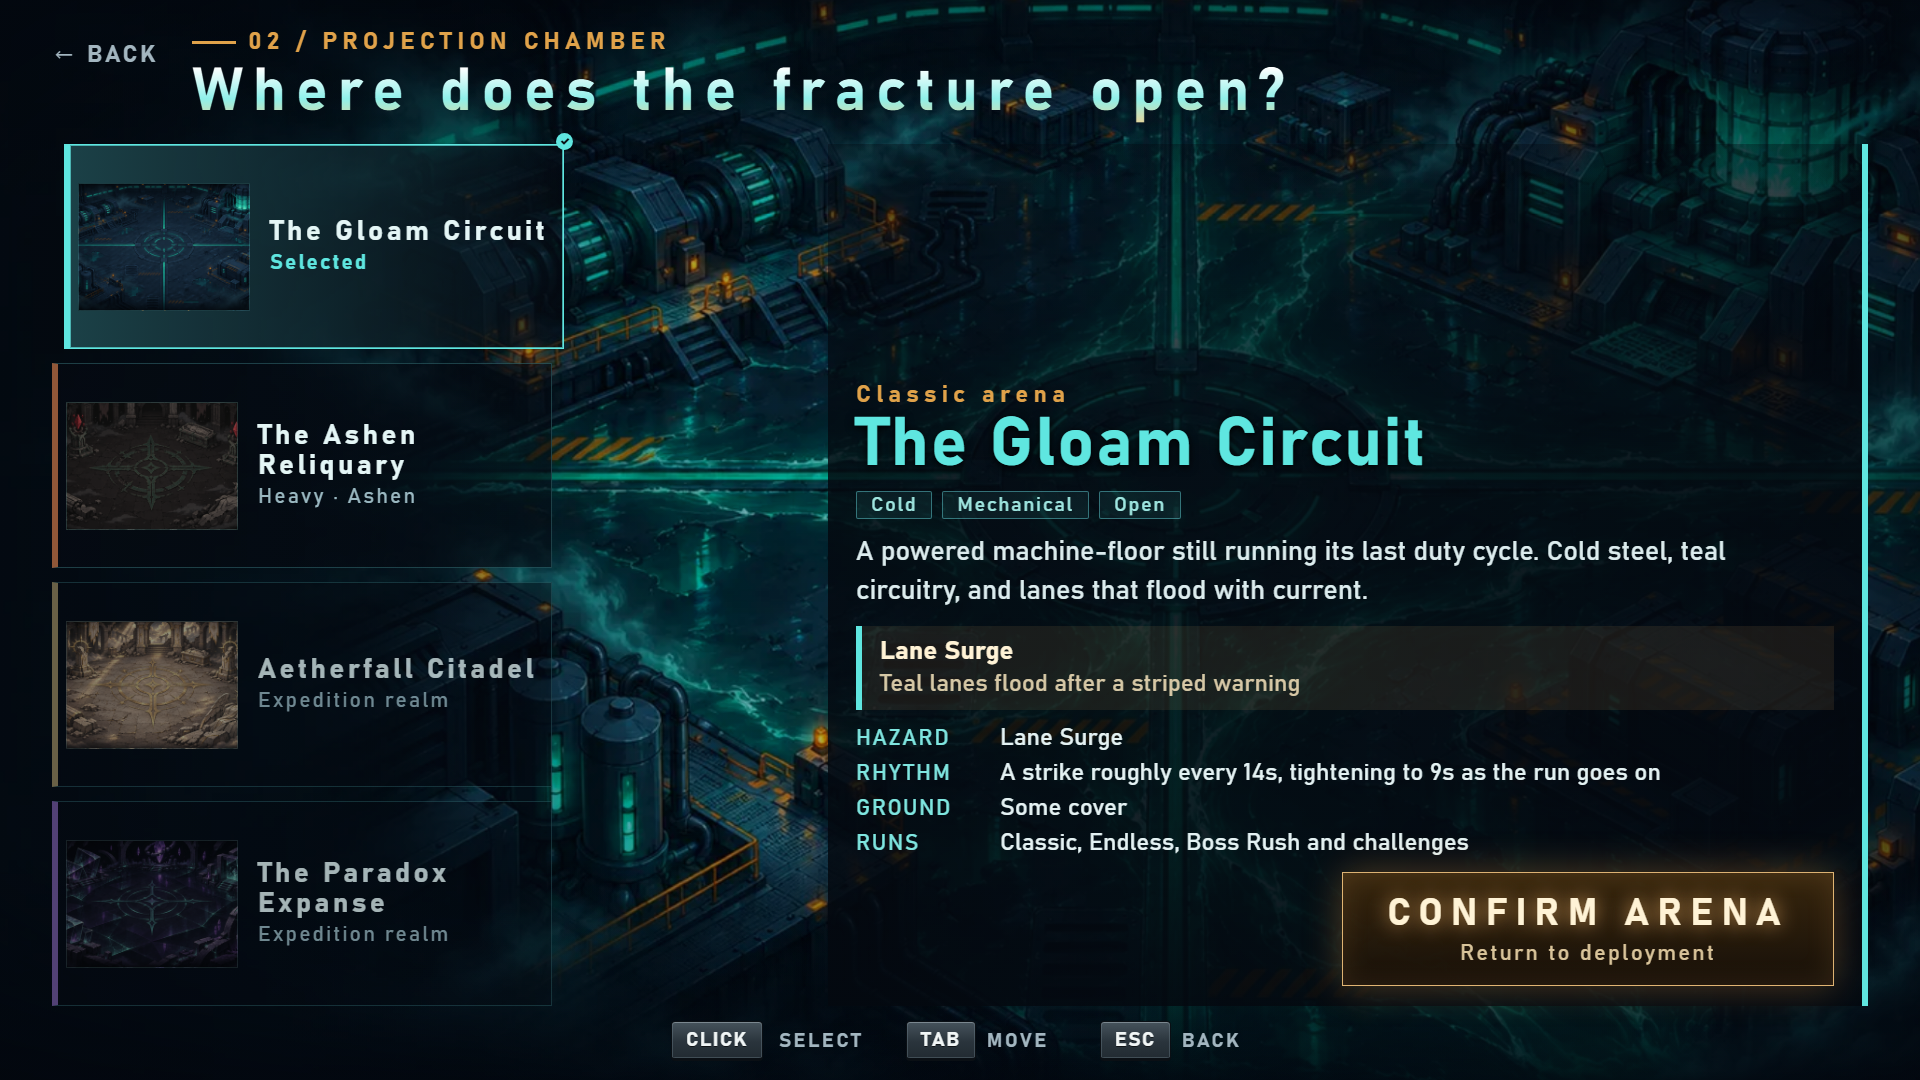 ← BACK
02 / PROJECTION CHAMBER
Where does the fracture open?
The Gloam Circuit
Selected
The Ashen
Reliquary
Heavy · Ashen
Aetherfall Citadel
Expedition realm
The Paradox
Expanse
Expedition realm
Classic arena
The Gloam Circuit
Cold Mechanical Open
A powered machine-floor still running its last duty cycle. Cold steel, teal
circuitry, and lanes that flood with current.
Lane Surge
Teal lanes flood after a striped warning
HAZARD Lane Surge
RHYTHM A strike roughly every 14s, tightening to 9s as the run goes on
GROUND Some cover
RUNS Classic, Endless, Boss Rush and challenges
CONFIRM ARENA
Return to deployment
CLICK SELECT TAB MOVE ESC BACK